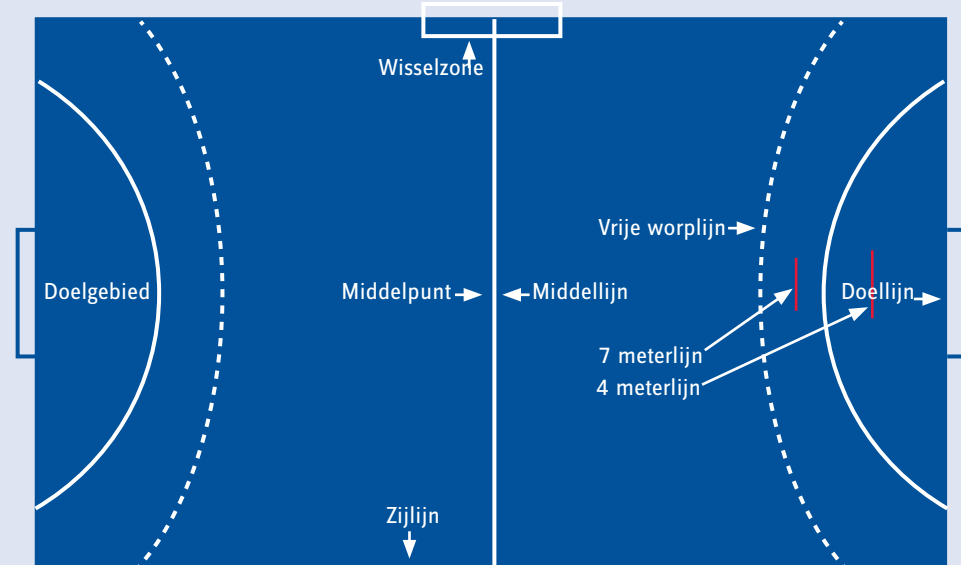 Wisselzone
Vrije worplijn
Doelgebied
Middelpunt
Middellijn
Doellijn
7 meterlijn
4 meterlijn
Zijlijn